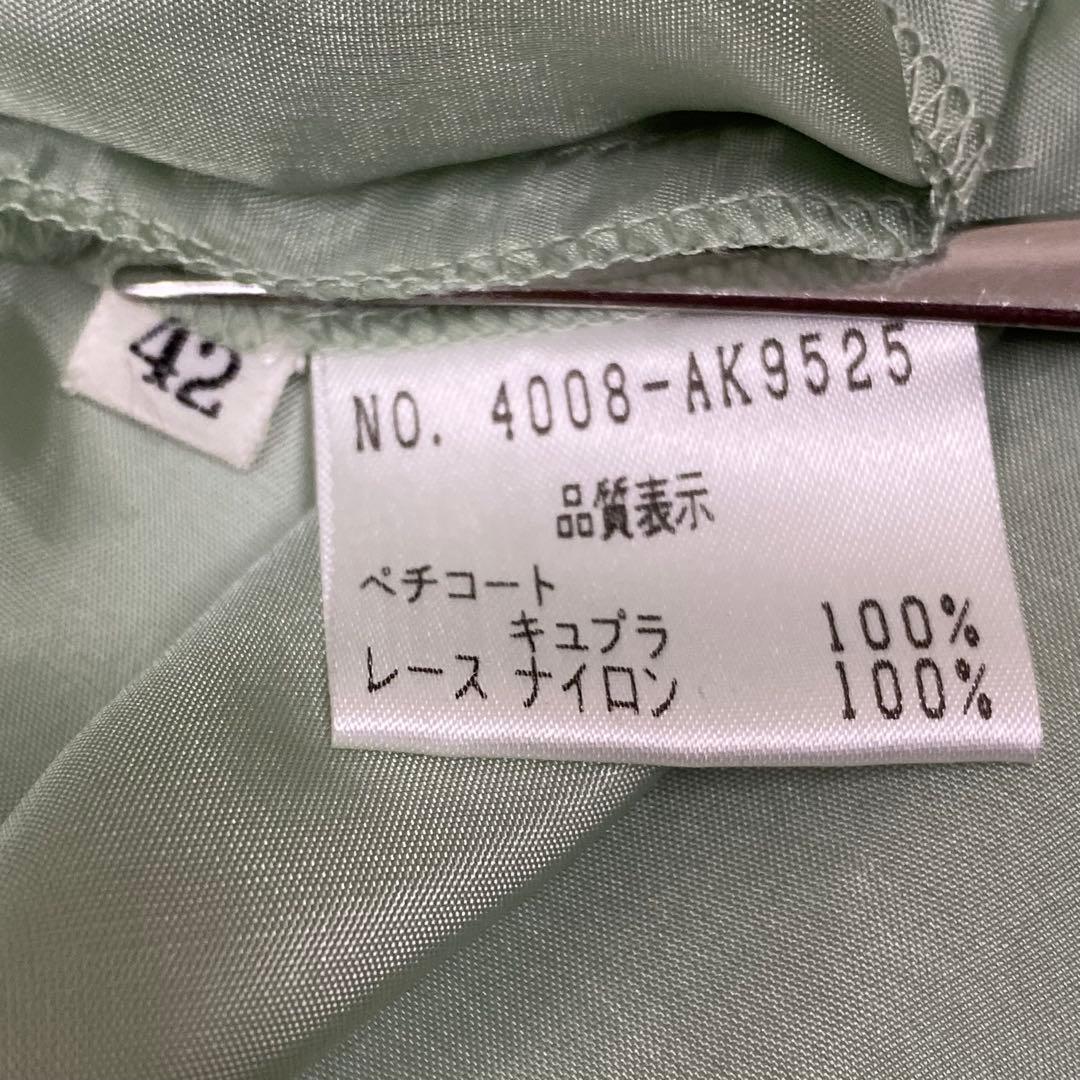 42
NO. 4008-AK9525
品質表示
ペチコート
キュプラ 100%
レース ナイロン 100%